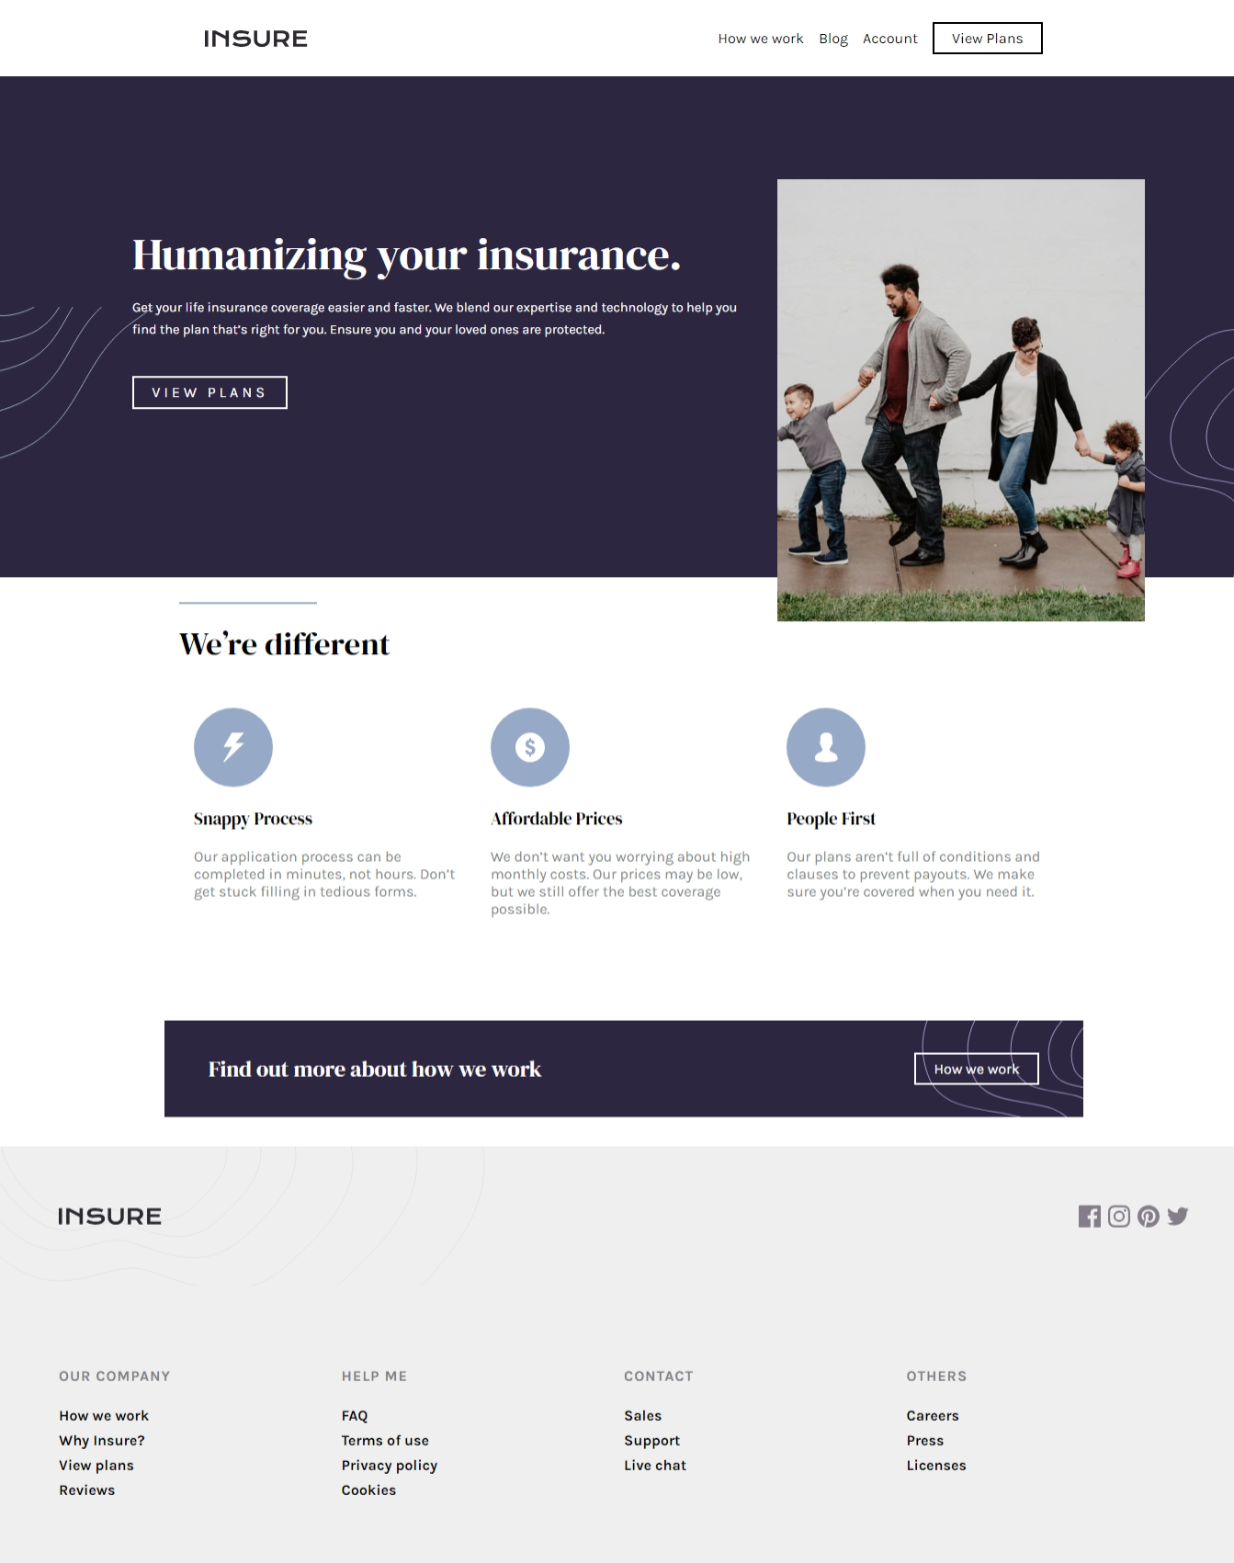 INSURE
How we work Blog Account View Plans
Humanizing your insurance.
Get your life insurance coverage easier and faster. We blend our expertise and technology to help you
find the plan that's right for you. Ensure you and your loved ones are protected.
VIEW PLANS
We’re different
Snappy Process
Our application process can be
completed in minutes, not hours. Don’t
get stuck filling in tedious forms.
Affordable Prices
We don’t want you worrying about high
monthly costs. Our prices may be low,
but we still offer the best coverage
possible.
People First
Our plans aren’t full of conditions and
clauses to prevent payouts. We make
sure you’re covered when you need it.
Find out more about how we work
How we work
INSURE
OUR COMPANY
How we work
Why Insure?
View plans
Reviews
HELP ME
FAQ
Terms of use
Privacy policy
Cookies
CONTACT
Sales
Support
Live chat
OTHERS
Careers
Press
Licenses